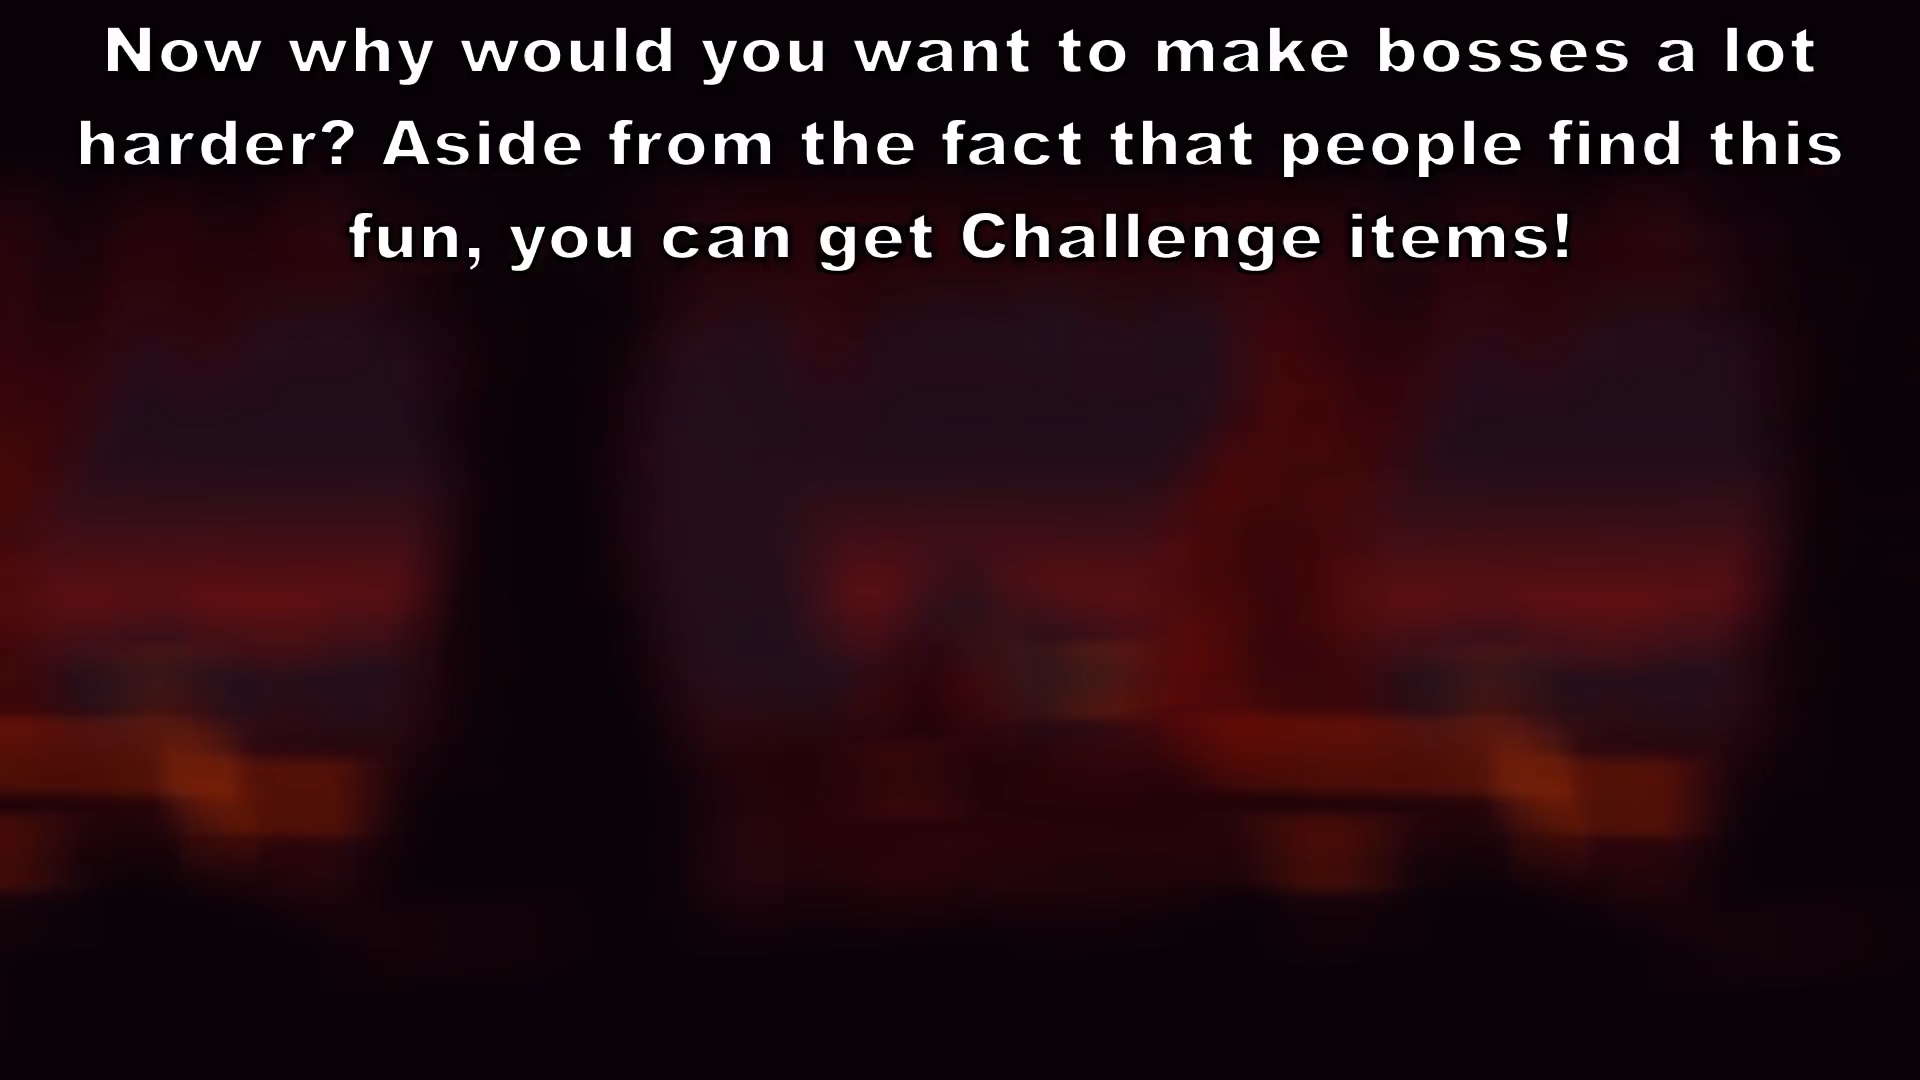 Now why would you want to make bosses a lot
harder? Aside from the fact that people find this
fun, you can get Challenge items!